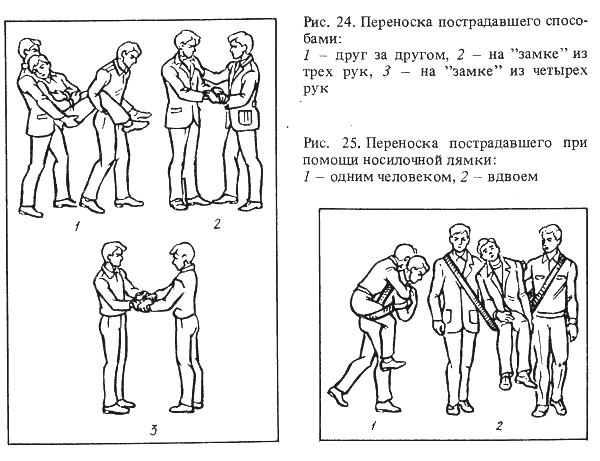 Рис. 24. Переноска пострадавшего спосо-
бами:
1 – друг за другом, 2 – на ”замке” из
трех рук, 3 – на ”замке” из четырех
рук
Рис. 25. Переноска пострадавшего при
помощи носилочной лямки:
1 – одним человеком, 2 – вдвоем
1
2
3
1
2